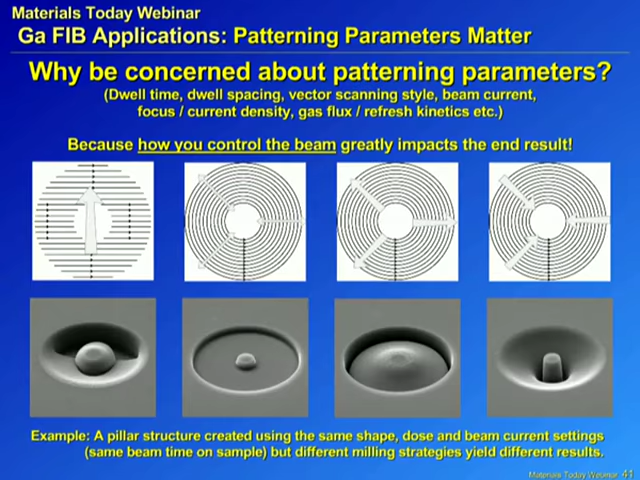 Materials Today Webinar
Ga FIB Applications: Patterning Parameters Matter
Why be concerned about patterning parameters?
(Dwell time, dwell spacing, vector scanning style, beam current,
focus / current density, gas flux / refresh kinetics etc.)
Because how you control the beam greatly impacts the end result!
Example: A pillar structure created using the same shape, dose and beam current settings
(same beam time on sample) but different milling strategies yield different results.
Materials Today Webinar 41